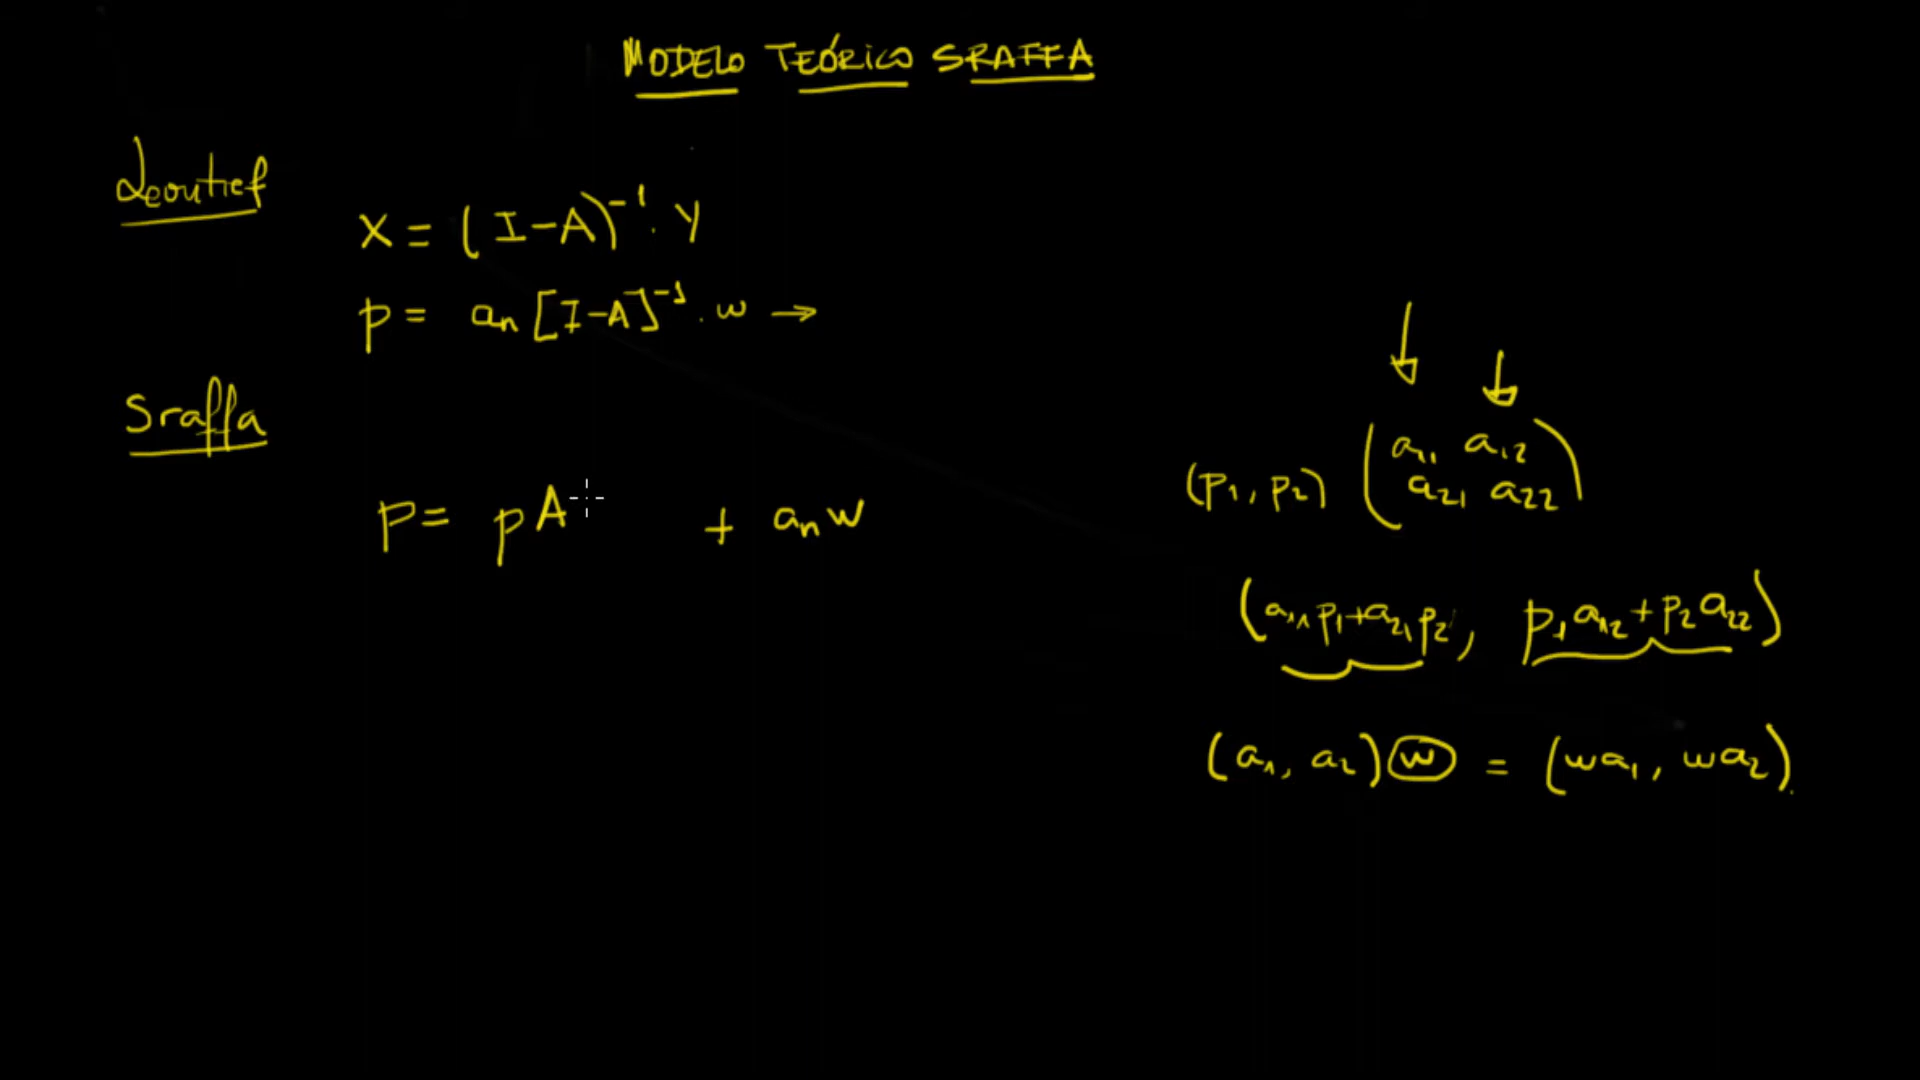 MODELO TEÓRICO SRAFFA
Leontief
X = (I-A)⁻¹. Y
p = aₙ [I-A]⁻¹. w →
Sraffa
p = pA + aₙw
(p₁, p₂) (a₁₁ a₁₂
a₂₁ a₂₂)
(a₁₁p₁+a₂₁p₂, p₁a₁₂+p₂a₂₂)
(a₁, a₂) w = (wa₁, wa₂).